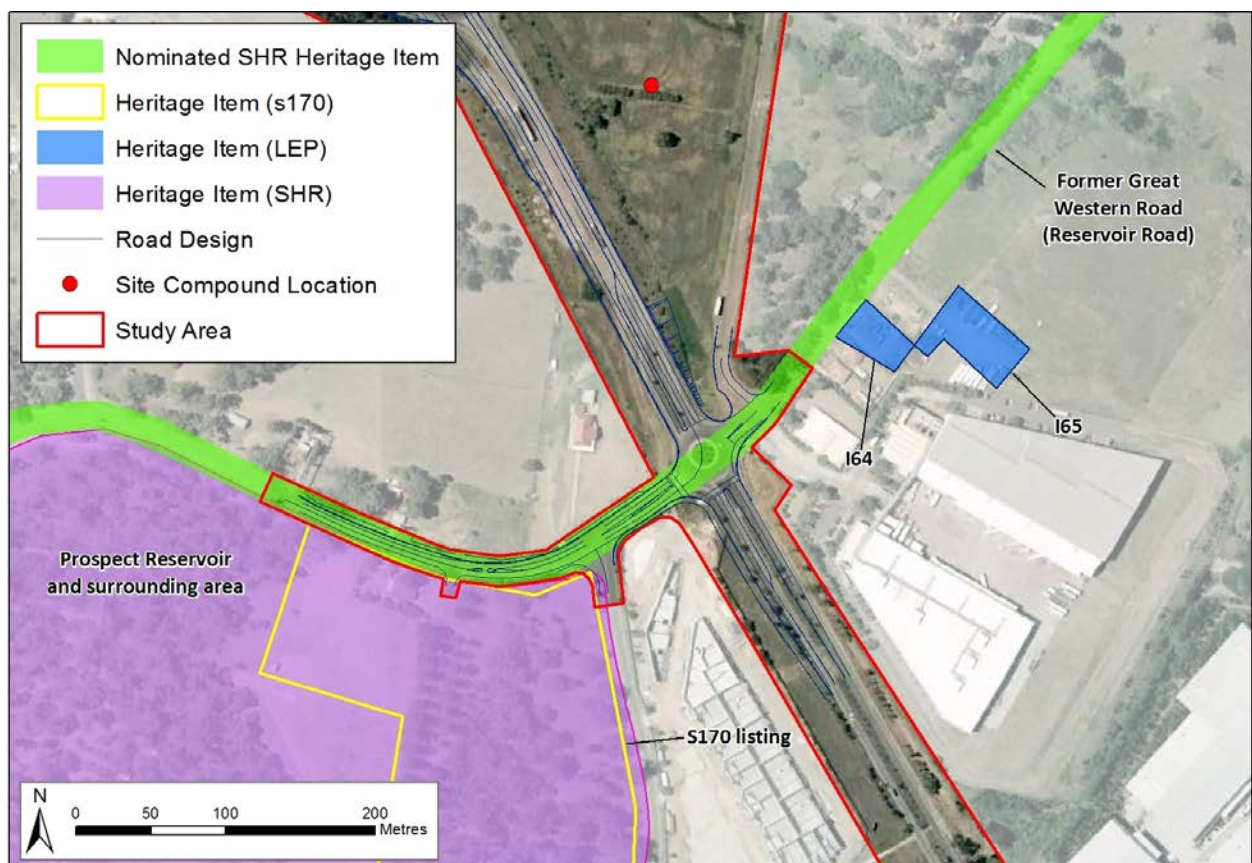 Nominated SHR Heritage Item
Heritage Item (s170)
Heritage Item (LEP)
Heritage Item (SHR)
Road Design
Site Compound Location
Study Area
Former Great
Western Road
(Reservoir Road)
I65
I64
Prospect Reservoir
and surrounding area
S170 listing
N
0 50 100 200
Metres